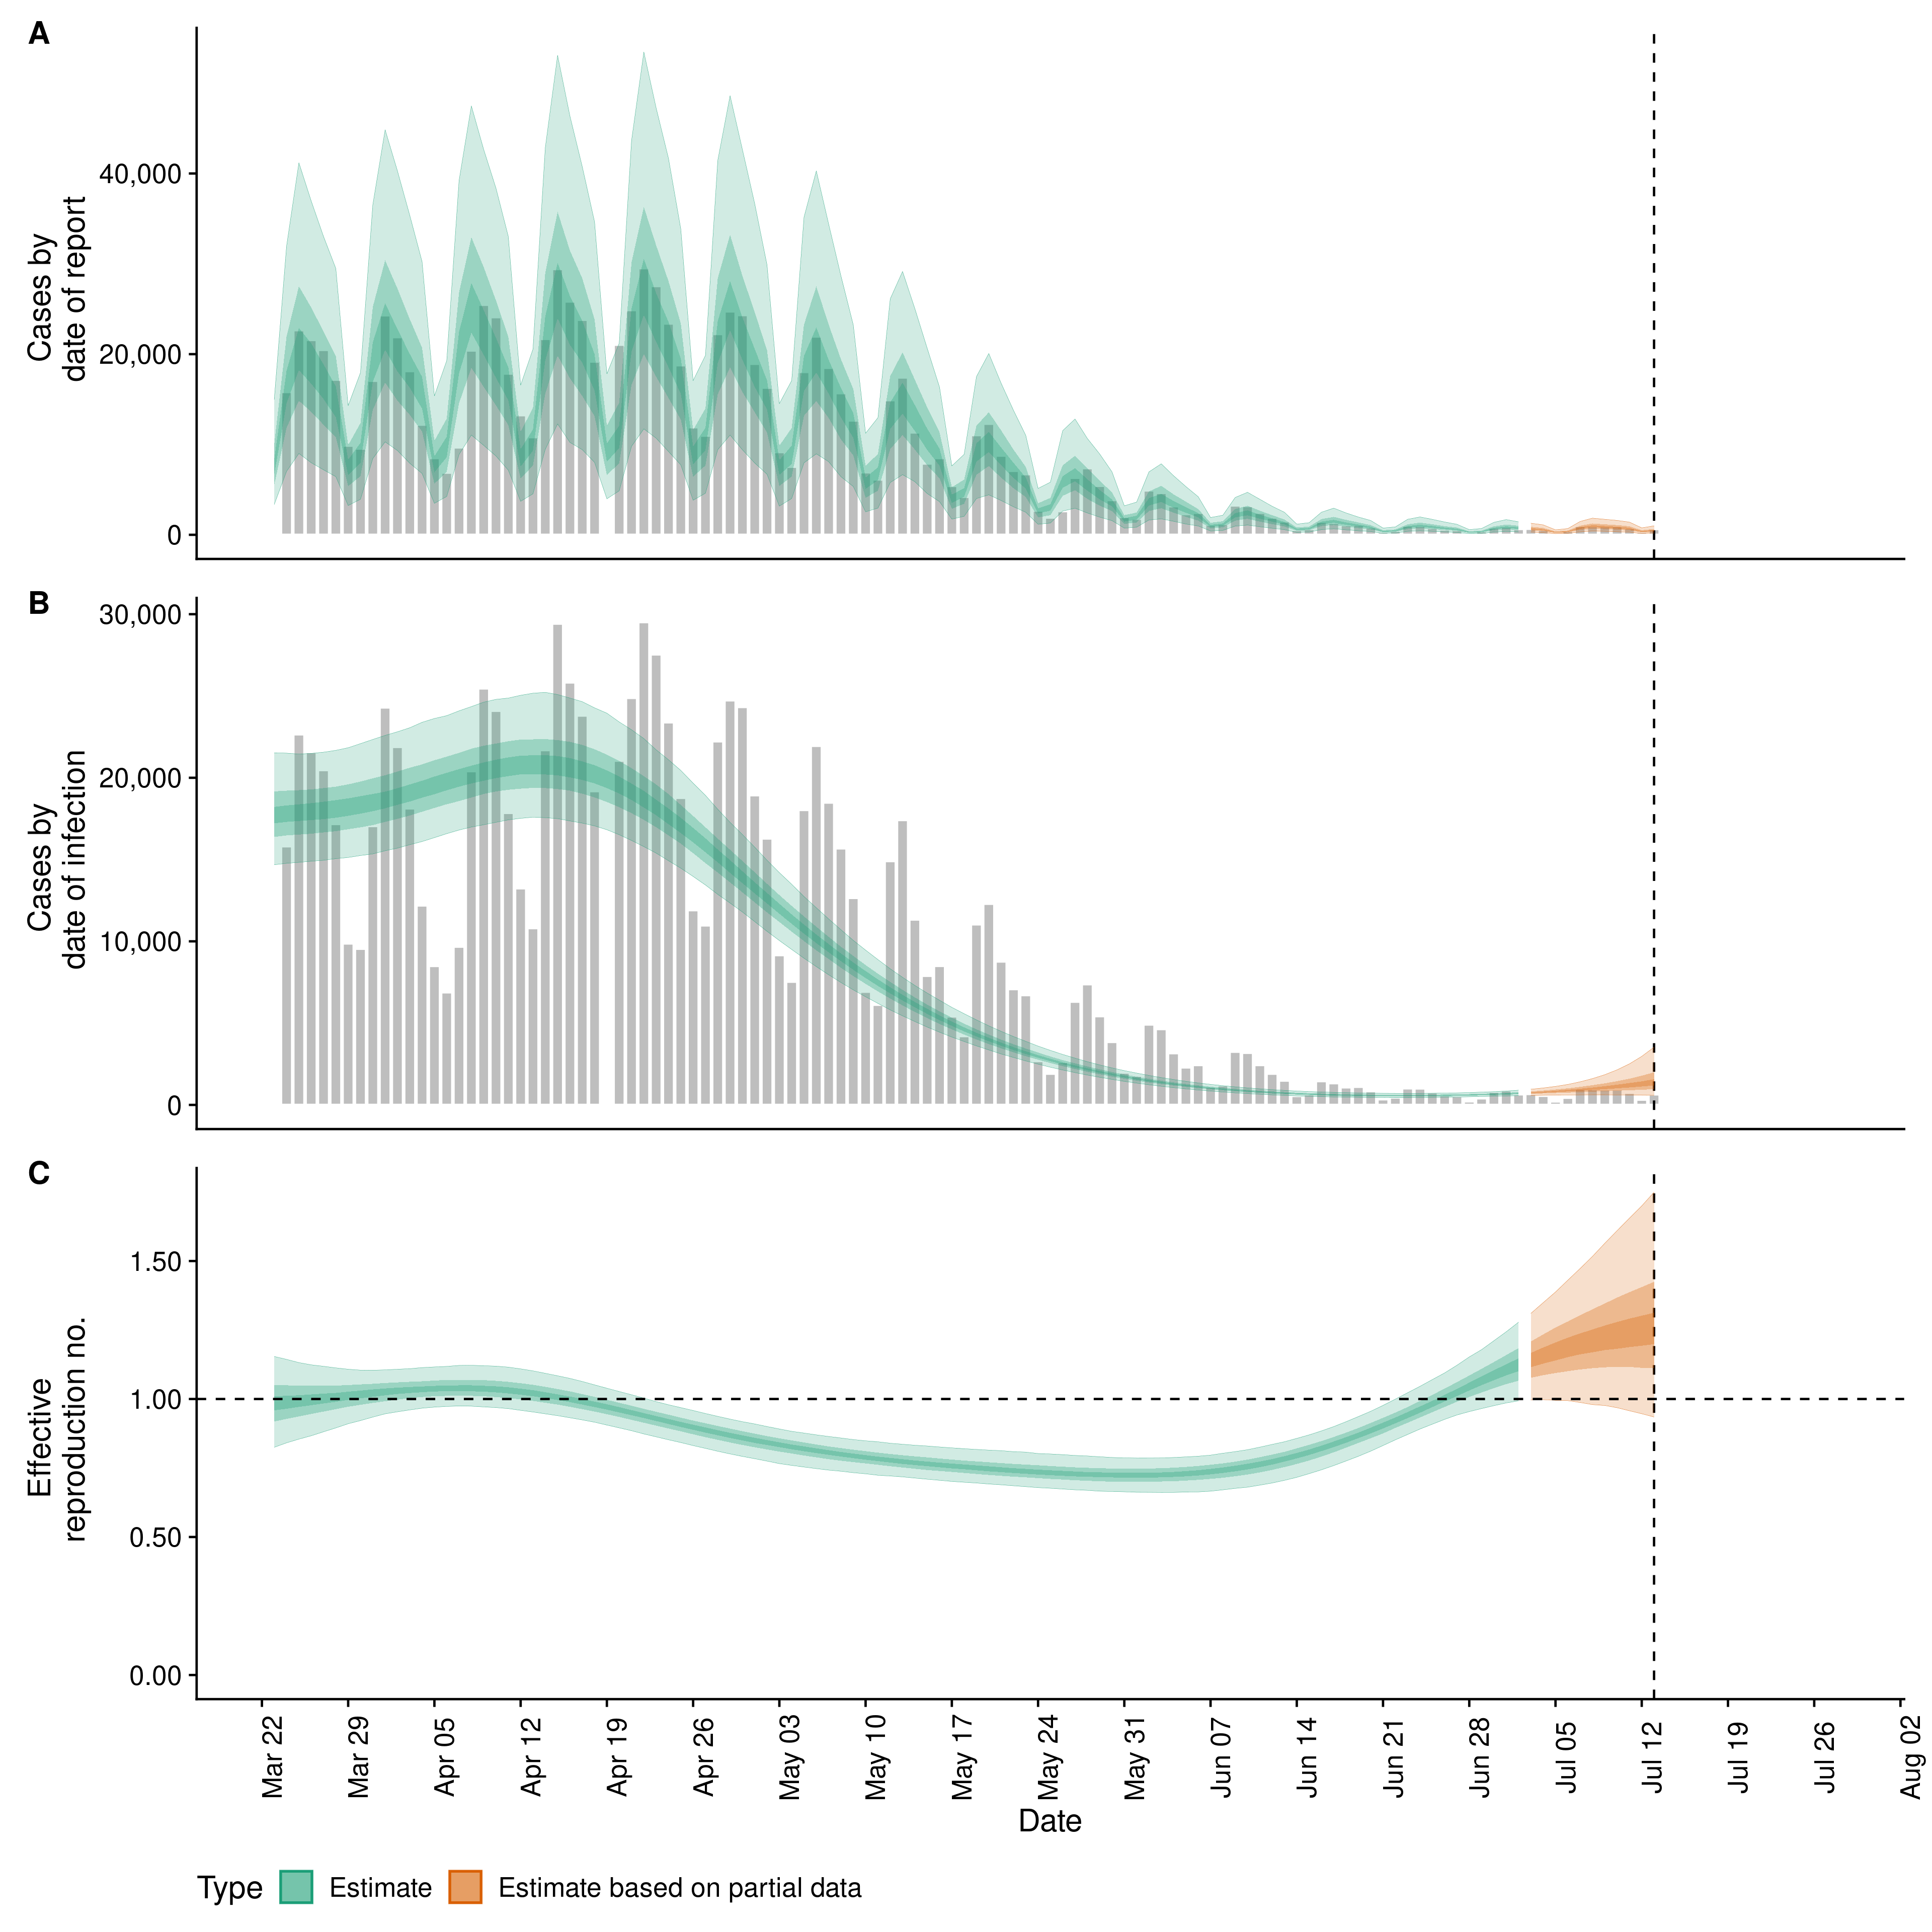 A
Cases by
date of report
40,000
20,000
0
B
Cases by
date of infection
30,000
20,000
10,000
0
C
Effective
reproduction no.
1.50
1.00
0.50
0.00
Mar 22
Mar 29
Apr 05
Apr 12
Apr 19
Apr 26
May 03
May 10
May 17
May 24
May 31
Jun 07
Jun 14
Jun 21
Jun 28
Jul 05
Jul 12
Jul 19
Jul 26
Aug 02
Date
Type Estimate Estimate based on partial data